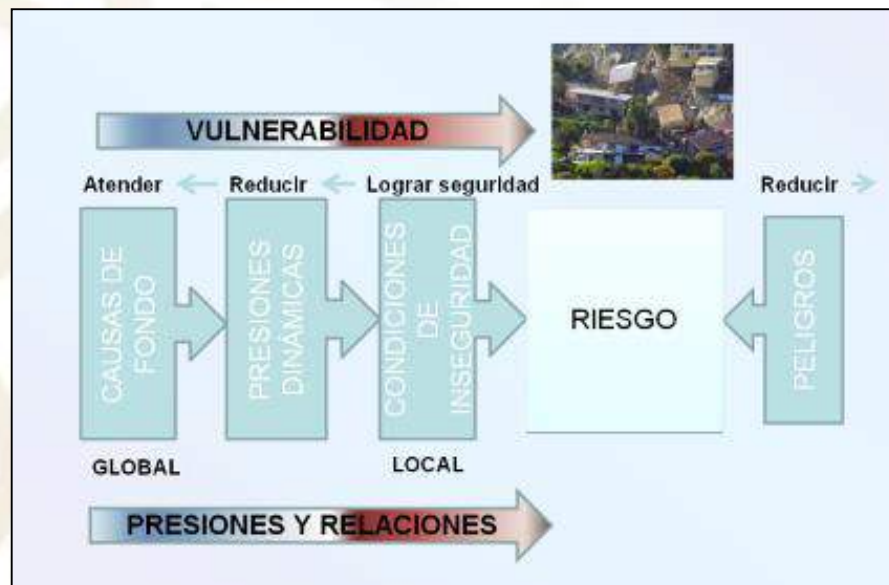 VULNERABILIDAD
Atender
Reducir
Lograr seguridad
Reducir
CAUSAS DE
FONDO
PRESIONES
DINÁMICAS
CONDICIONES
DE
INSEGURIDAD
RIESGO
PELIGROS
GLOBAL
LOCAL
PRESIONES Y RELACIONES